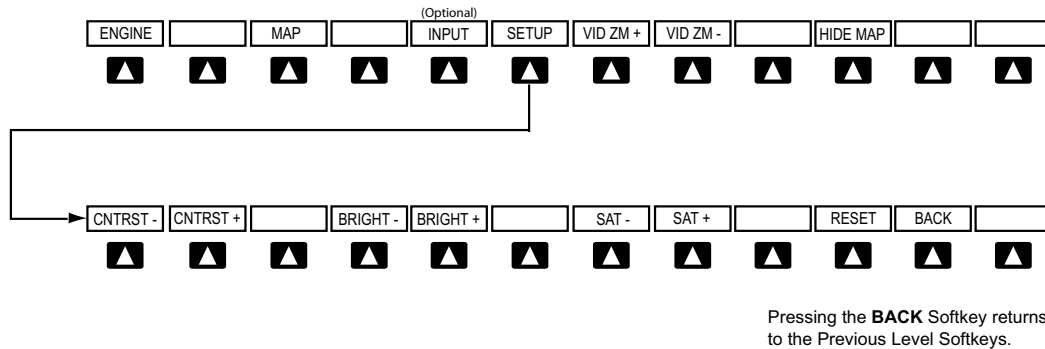 (Optional)
ENGINE MAP INPUT SETUP VID ZM + VID ZM - HIDE MAP
CNTRST - CNTRST + BRIGHT - BRIGHT + SAT - SAT + RESET BACK
Pressing the BACK Softkey returns
to the Previous Level Softkeys.